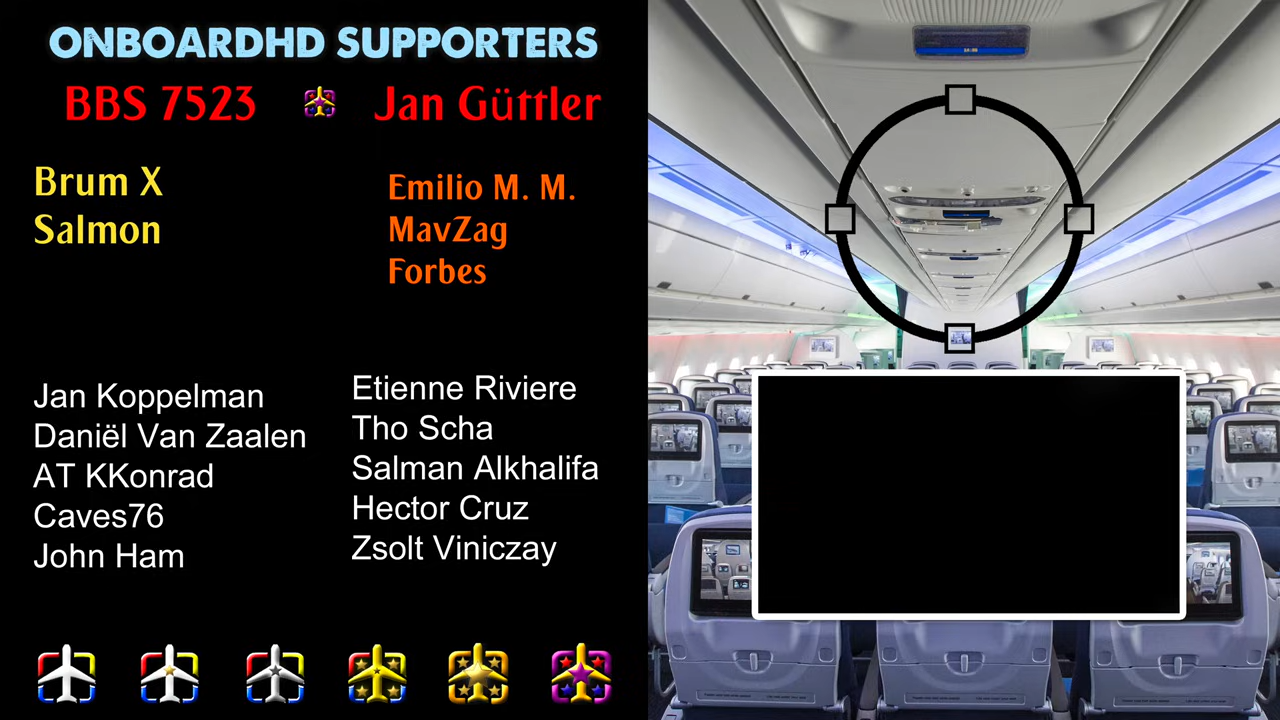 ONBOARDHD SUPPORTERS
BBS 7523
Jan Güttler
Brum X
Salmon
Emilio M. M.
MavZag
Forbes
Jan Koppelman
Daniël Van Zaalen
AT KKonrad
Caves76
John Ham
Etienne Riviere
Tho Scha
Salman Alkhalifa
Hector Cruz
Zsolt Viniczay